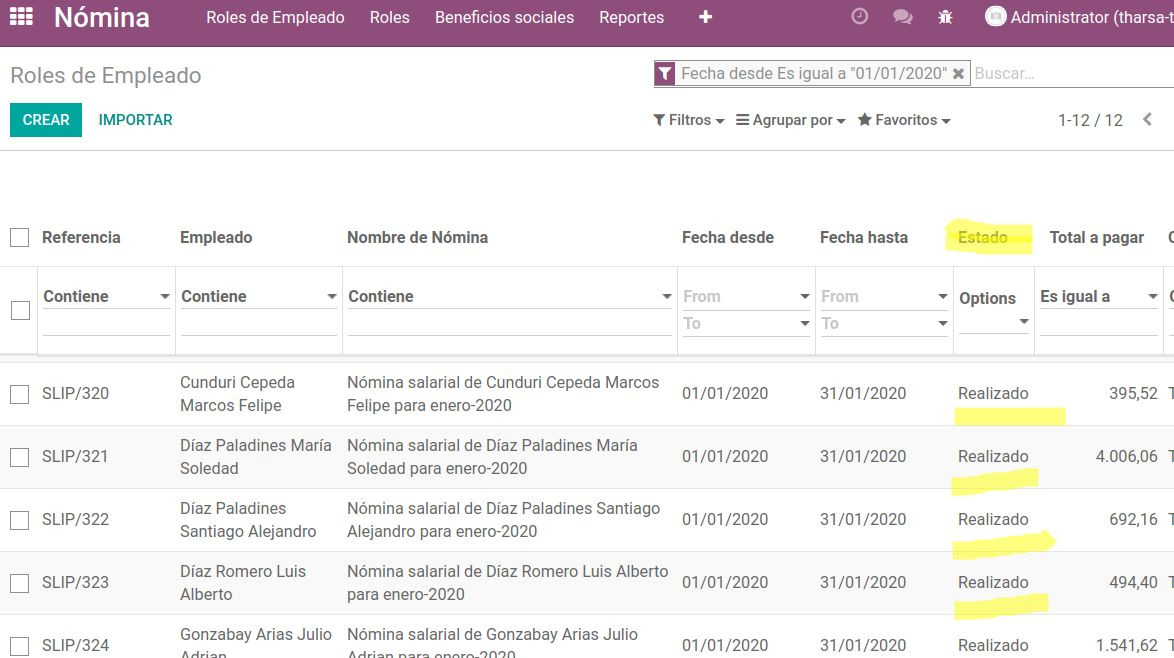 Nómina Roles de Empleado Roles Beneficios sociales Reportes + Administrator (tharsa-t
Roles de Empleado
Fecha desde Es igual a "01/01/2020" Buscar...
CREAR IMPORTAR
Filtros Agrupar por Favoritos 1-12 / 12
Referencia Empleado Nombre de Nómina Fecha desde Fecha hasta Estado Total a pagar
Contiene Contiene Contiene From From Options Es igual a
To To
SLIP/320 Cunduri Cepeda Nómina salarial de Cunduri Cepeda Marcos 01/01/2020 31/01/2020 Realizado 395,52
Marcos Felipe Felipe para enero-2020
SLIP/321 Díaz Paladines María Nómina salarial de Díaz Paladines María 01/01/2020 31/01/2020 Realizado 4.006,06
Soledad Soledad para enero-2020
SLIP/322 Díaz Paladines Nómina salarial de Díaz Paladines Santiago 01/01/2020 31/01/2020 Realizado 692,16
Santiago Alejandro Alejandro para enero-2020
SLIP/323 Díaz Romero Luis Nómina salarial de Díaz Romero Luis Alberto 01/01/2020 31/01/2020 Realizado 494,40
Alberto para enero-2020
SLIP/324 Gonzabay Arias Julio Nómina salarial de Gonzabay Arias Julio 01/01/2020 31/01/2020 Realizado 1.541,62
Adrian Adrian para enero-2020